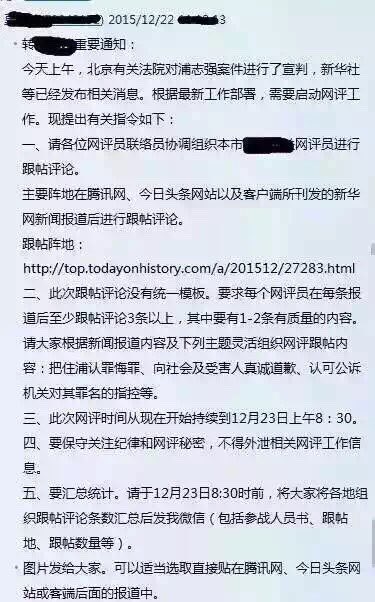 2015/12/22
转 重要通知：
今天上午，北京有关法院对浦志强案件进行了宣判，新华社
等已经发布相关消息。根据最新工作部署，需要启动网评工
作。现提出有关指令如下：
一、请各位网评员联络员协调组织本市 网评员进行
跟帖评论。
主要阵地在腾讯网、今日头条网站以及客户端所刊发的新华
网新闻报道后进行跟帖评论。
跟帖阵地：
http://top.todayonhistory.com/a/201512/27283.html
二、此次跟帖评论没有统一模板。要求每个网评员在每条报
道后至少跟帖评论3条以上，其中要有1-2条有质量的内容。
请大家根据新闻报道内容及下列主题灵活组织网评跟帖内
容：把住浦认罪悔罪、向社会及受害人真诚道歉、认可公诉
机关对其罪名的指控等。
三、此次网评时间从现在开始持续到12月23日上午8：30。
四、要保守关注纪律和网评秘密，不得外泄相关网评工作信
息。
五、要汇总统计。请于12月23日8:30时前，将大家将各地组
织跟帖评论条数汇总后发我微信（包括参战人员书、跟帖
地、跟帖数量等）。
图片发给大家。可以适当选取直接贴在腾讯网、今日头条网
站或客端后面的报道中。